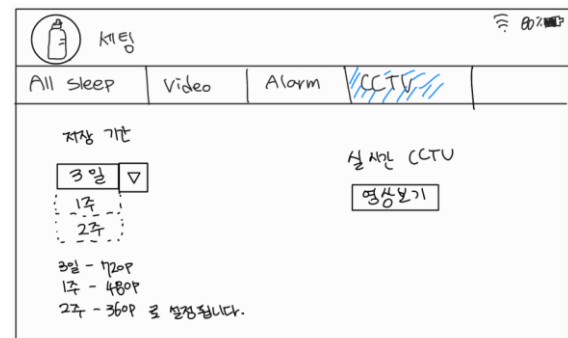 세팅
80%
All Sleep
Video
Alarm
CCTV
저장 기간
3일
1주
2주
3일 - 720p
1주 - 480p
2주 - 360p 로 설정됩니다.
실시간 CCTV
영상보기